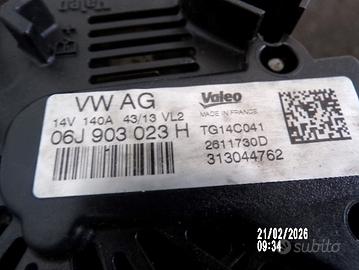 Valeo
B+
VW AG
Valeo
MADE IN FRANCE
14V 140A 43/13 VL2
TG14C041
06J 903 023 H
2611730D
313044762
21/02/2026
09:34
subito